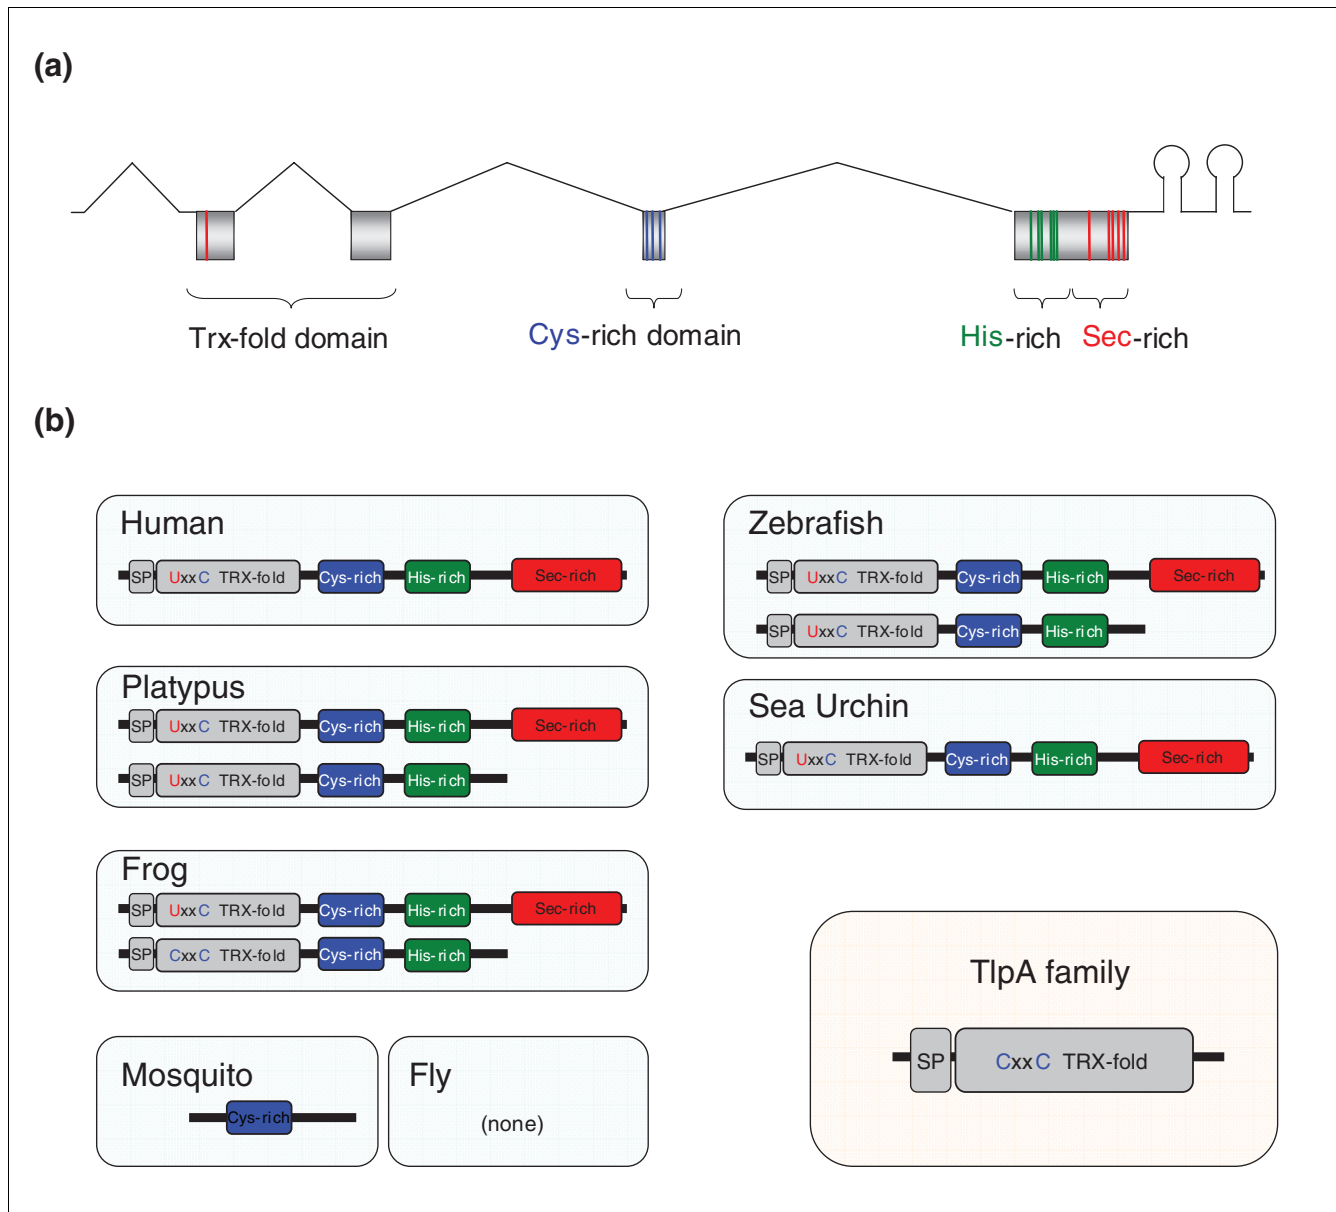 (a)
Trx-fold domain
Cys-rich domain
His-rich
Sec-rich
(b)
Human
SP UxxC TRX-fold Cys-rich His-rich Sec-rich
Platypus
SP UxxC TRX-fold Cys-rich His-rich Sec-rich
SP UxxC TRX-fold Cys-rich His-rich
Frog
SP UxxC TRX-fold Cys-rich His-rich Sec-rich
SP CxxC TRX-fold Cys-rich His-rich
Mosquito
Cys-rich
Fly
(none)
Zebrafish
SP UxxC TRX-fold Cys-rich His-rich Sec-rich
SP UxxC TRX-fold Cys-rich His-rich
Sea Urchin
SP UxxC TRX-fold Cys-rich His-rich Sec-rich
TlpA family
SP CxxC TRX-fold